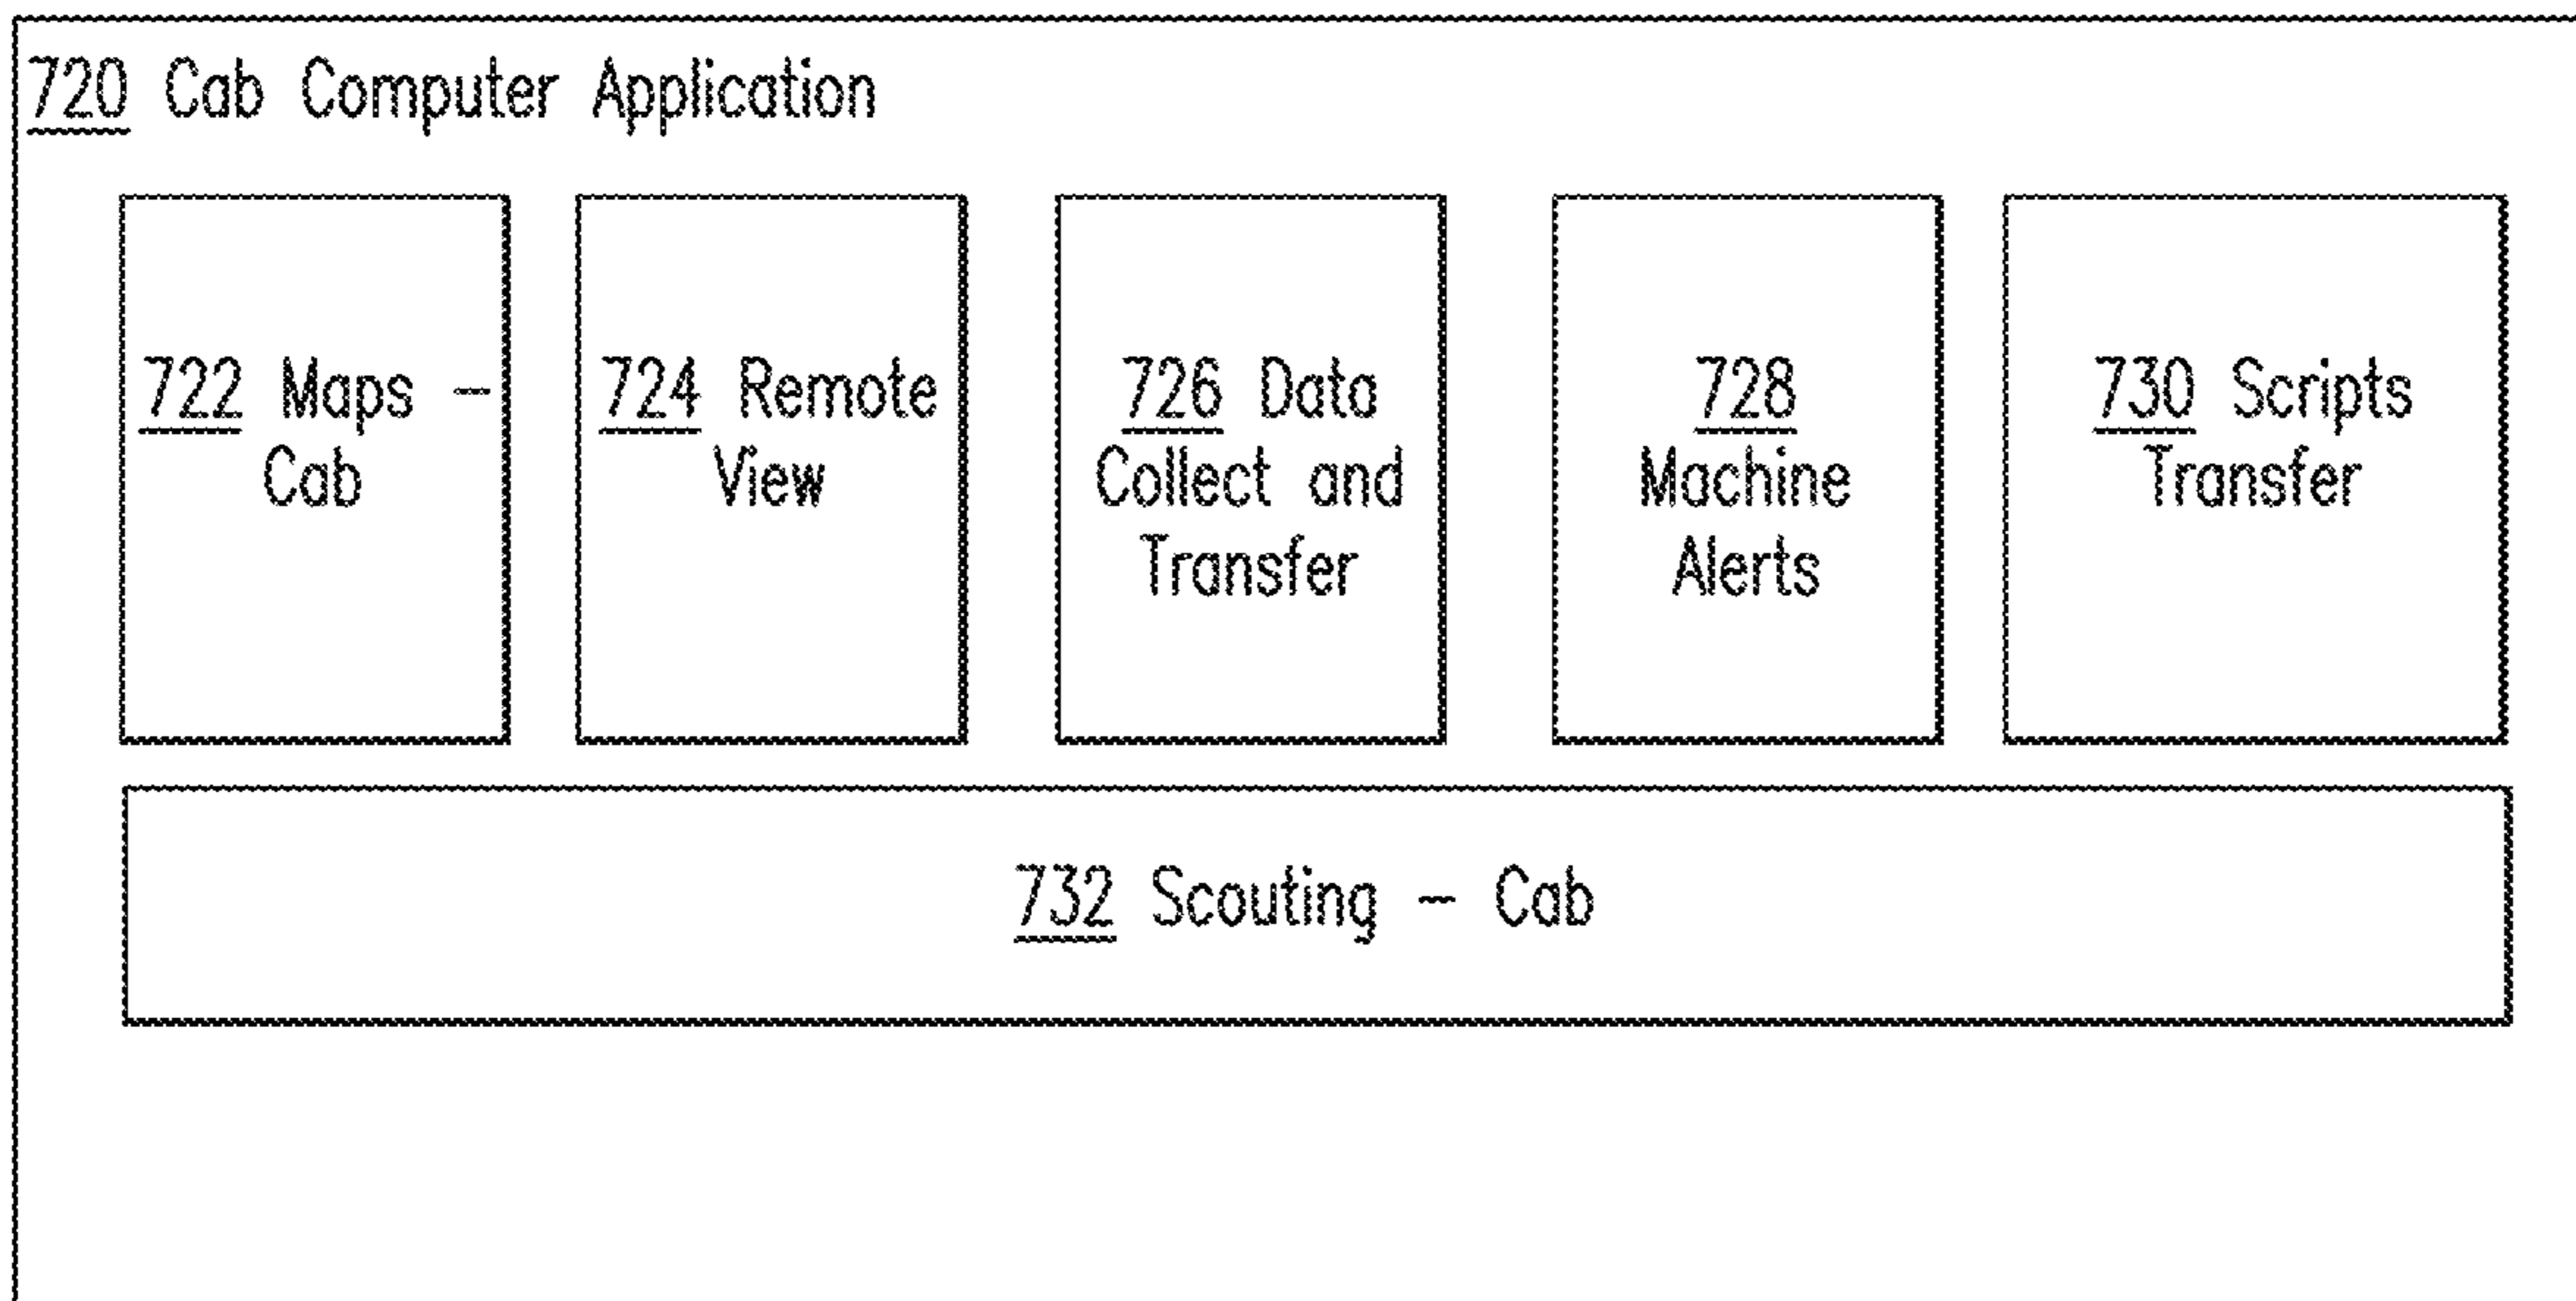 720 Cab Computer Application
722 Maps –
Cab
724 Remote
View
726 Data
Collect and
Transfer
728
Machine
Alerts
730 Scripts
Transfer
732 Scouting – Cab